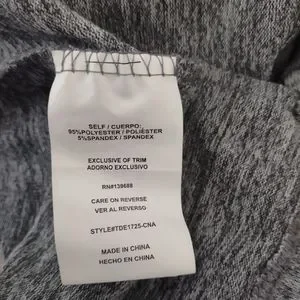 SELF / CUERPO:
95%POLYESTER / POLIÉSTER
5%SPANDEX / SPANDEX
EXCLUSIVE OF TRIM
ADORNO EXCLUSIVO
RN#139688
CARE ON REVERSE
VER AL REVERSO
STYLE#TDE1725-CNA
MADE IN CHINA
HECHO EN CHINA